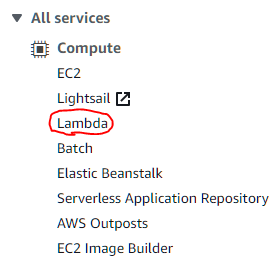 All services
Compute
EC2
Lightsail
Lambda
Batch
Elastic Beanstalk
Serverless Application Repository
AWS Outposts
EC2 Image Builder